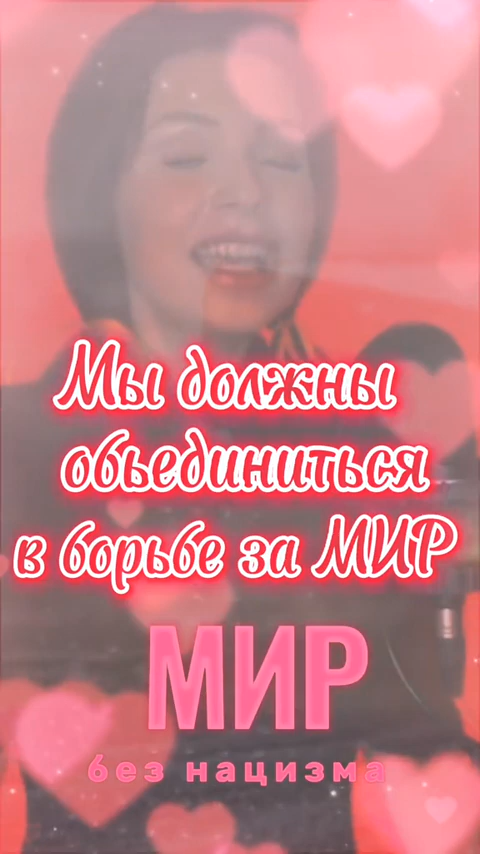 Мы должны
обьединиться
в борьбе за МИР
МИР
без нацизма